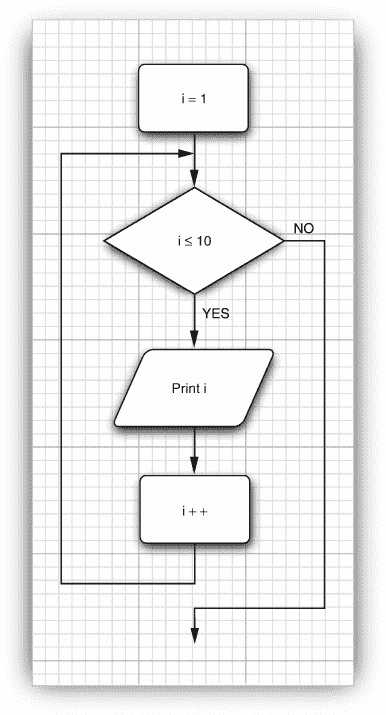 i = 1
i ≤ 10
NO
YES
Print i
i + +